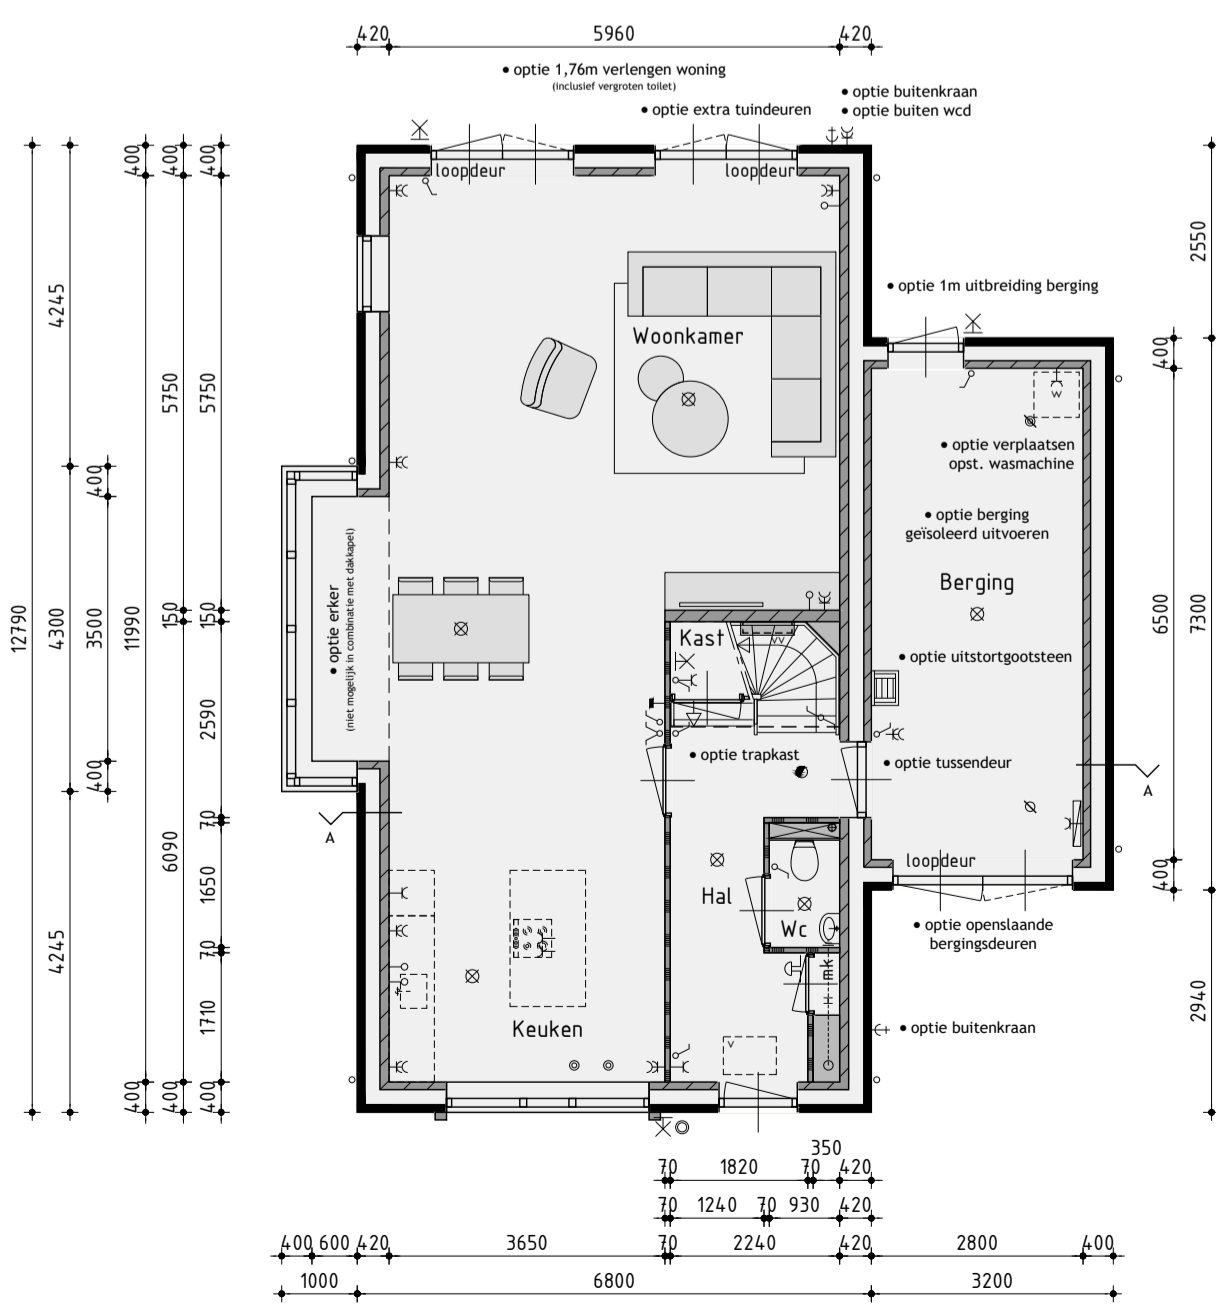 420 5960 420
• optie 1,76m verlengen woning
(inclusief vergroten toilet)
• optie extra tuindeuren
• optie buitenkraan
• optie buiten wcd
loopdeur
loopdeur
• optie 1m uitbreiding berging
Woonkamer
w
• optie verplaatsen
opst. wasmachine
• optie berging
geïsoleerd uitvoeren
Berging
• optie erker
(niet mogelijk in combinatie met dakkapel)
Kast
vv
• optie uitstortgootsteen
• optie trapkast
• optie tussendeur
A
A
loopdeur
Hal
Wc
• optie openslaande
bergingsdeuren
mk
Keuken
v
• optie buitenkraan
12790
4245
4300
4245
400
3500
400
400
11990
400
400
5750
150
6090
400
400
5750
150
2590
70
1650
70
1710
400
400
6500
400
2550
7300
2940
350
70 1820 70 420
70 1240 70 930 420
400 600 420 3650 70 2240 420 2800 400
1000 6800 3200